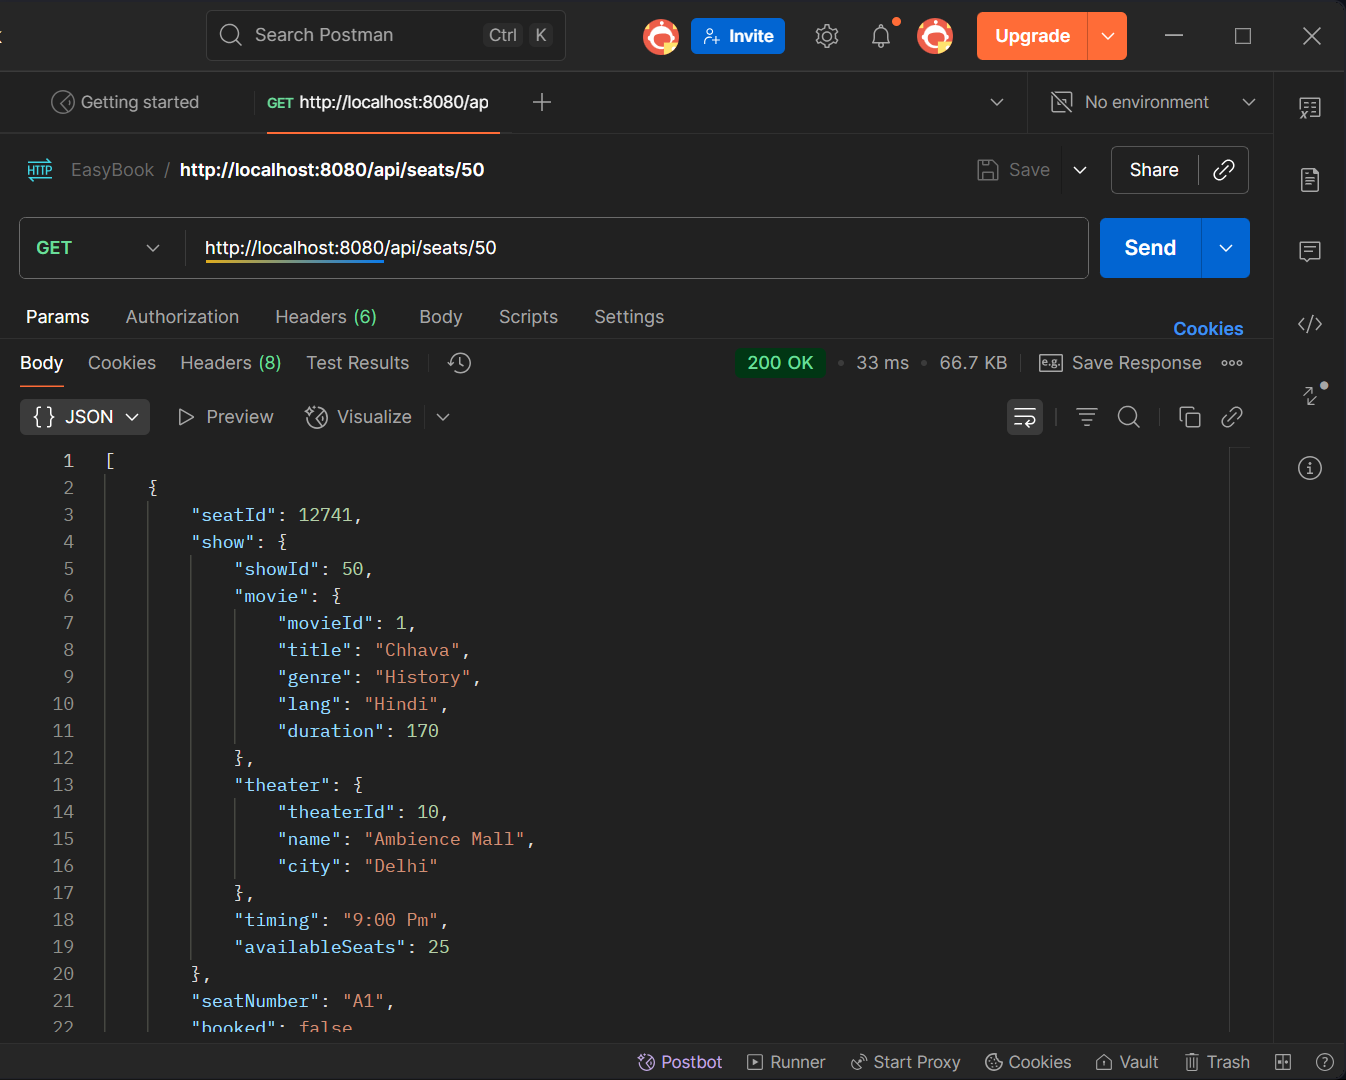 Search Postman Ctrl K Invite Upgrade
Getting started GET http://localhost:8080/ap No environment
HTTP EasyBook / http://localhost:8080/api/seats/50 Save Share
GET http://localhost:8080/api/seats/50 Send
Params Authorization Headers (6) Body Scripts Settings Cookies
Body Cookies Headers (8) Test Results 200 OK • 33 ms • 66.7 KB e.g. Save Response
{} JSON Preview Visualize
1 [
2 {
3 "seatId": 12741,
4 "show": {
5 "showId": 50,
6 "movie": {
7 "movieId": 1,
8 "title": "Chhava",
9 "genre": "History",
10 "lang": "Hindi",
11 "duration": 170
12 },
13 "theater": {
14 "theaterId": 10,
15 "name": "Ambience Mall",
16 "city": "Delhi"
17 },
18 "timing": "9:00 Pm",
19 "availableSeats": 25
20 },
21 "seatNumber": "A1",
22 "booked": false
Postbot Runner Start Proxy Cookies Vault Trash